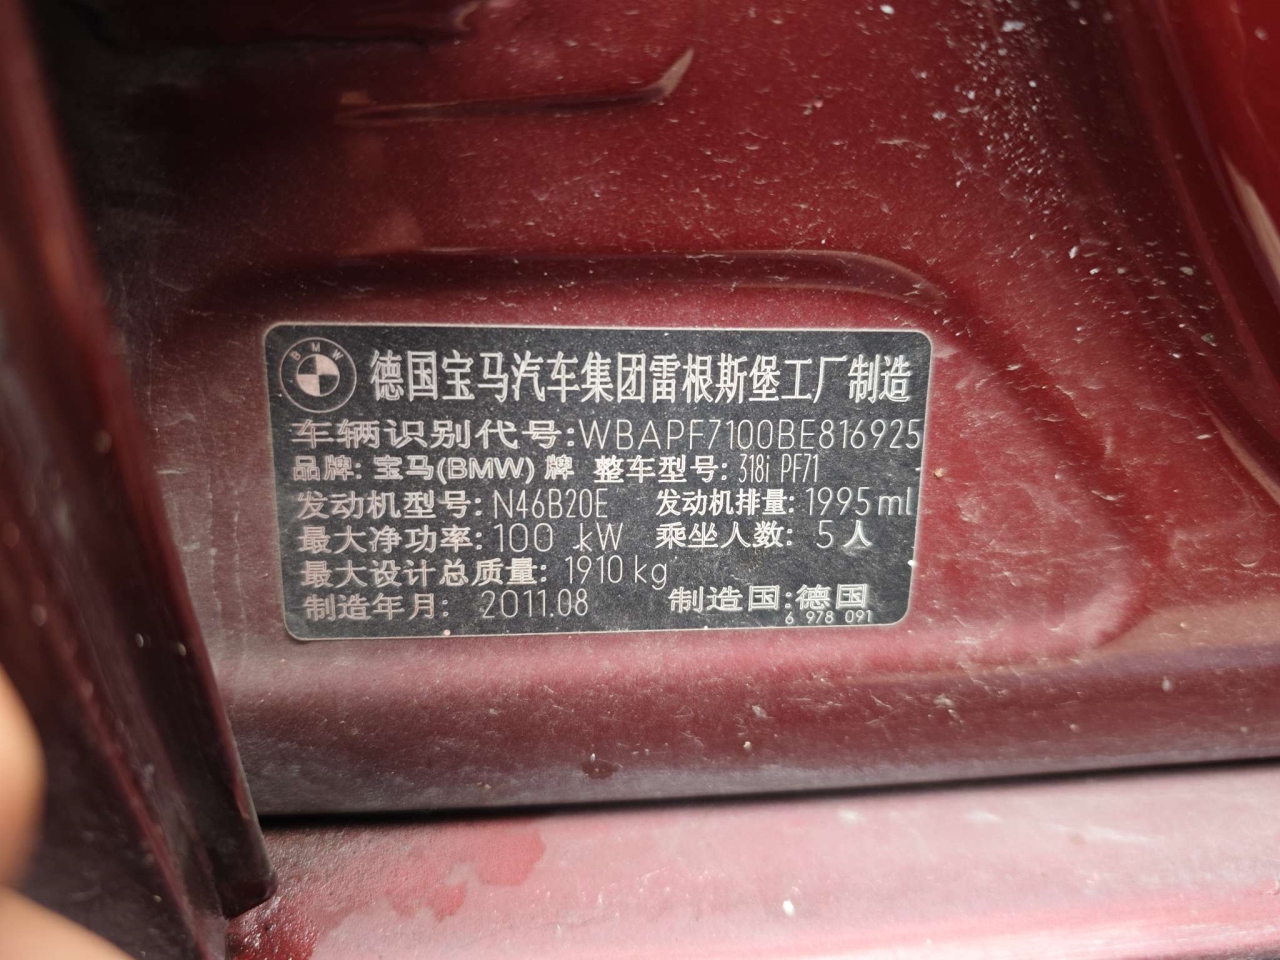 BMW
德国宝马汽车集团雷根斯堡工厂制造
车辆识别代号:WBAPF7100BE816925
品牌: 宝马(BMW) 牌 整车型号: 318i PF71
发动机型号: N46B20E 发动机排量: 1995 ml
最大净功率: 100 kW 乘坐人数: 5 人
最大设计总质量: 1910 kg
制造年月: 2011.08 制造国:德国
6 978 091